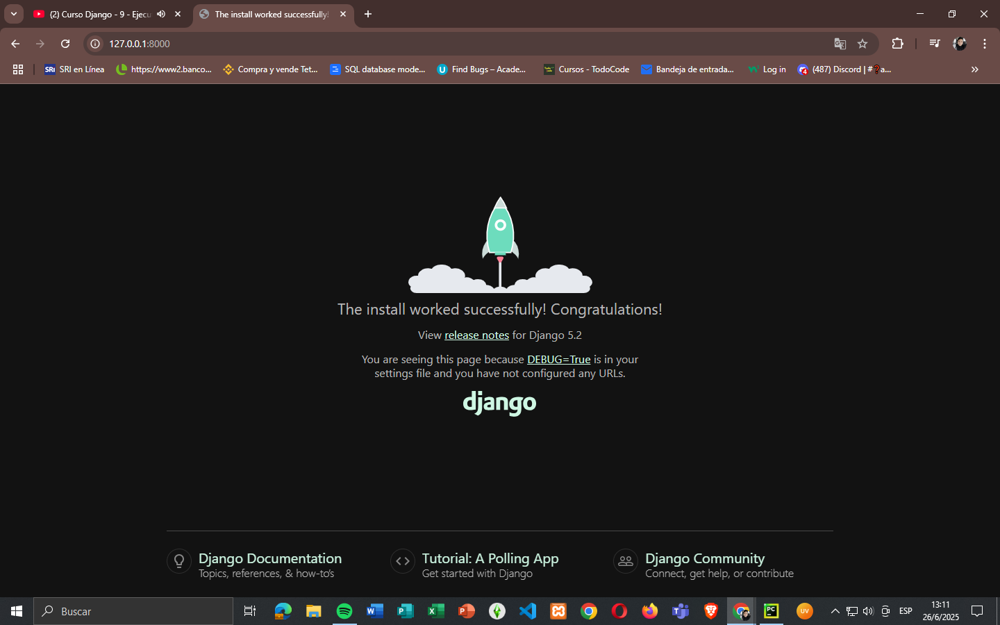 (2) Curso Django - 9 - Ejecu
The install worked successfully!
127.0.0.1:8000
SRi
SRI en Línea
https://www2.banco...
Compra y vende Tet...
SQL database mode...
U
Find Bugs – Acade...
Cursos - TodoCode
Bandeja de entrada...
Log in
4
(487) Discord | #❓a...
»
The install worked successfully! Congratulations!
View release notes for Django 5.2
You are seeing this page because DEBUG=True is in your
settings file and you have not configured any URLs.
django
Django Documentation
Topics, references, & how-to's
Tutorial: A Polling App
Get started with Django
Django Community
Connect, get help, or contribute
Buscar
W
P
X
P
T
PC
UV
ESP
13:11
26/6/2025